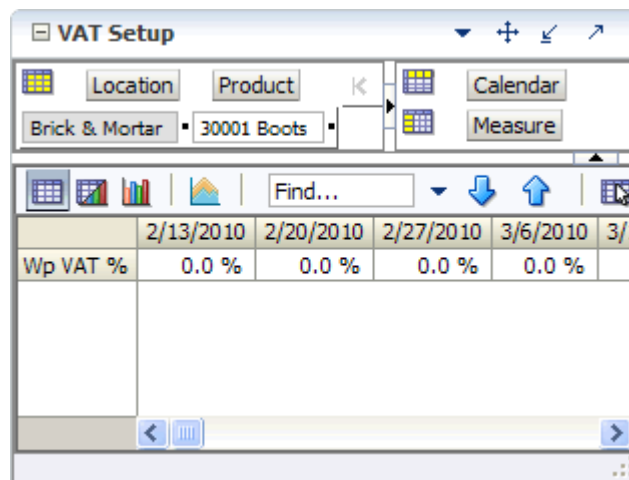 VAT Setup
Location Product Calendar
Brick & Mortar 30001 Boots Measure
Find...
2/13/2010 2/20/2010 2/27/2010 3/6/2010 3/
Wp VAT % 0.0 % 0.0 % 0.0 % 0.0 %